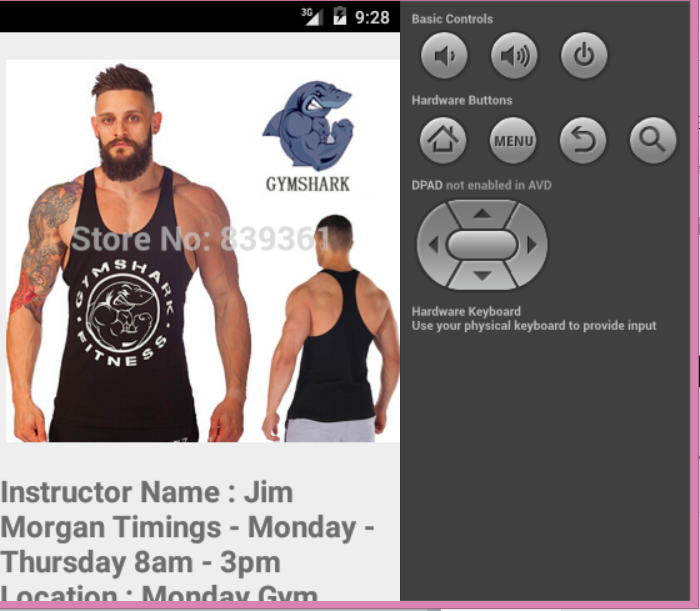 3G 9:28
GYMSHARK
Store No: 839361
GYMSHARK
FITNESS
Instructor Name : Jim
Morgan Timings - Monday -
Thursday 8am - 3pm
Location : Monday Gym
Basic Controls
Hardware Buttons
MENU
DPAD not enabled in AVD
Hardware Keyboard
Use your physical keyboard to provide input